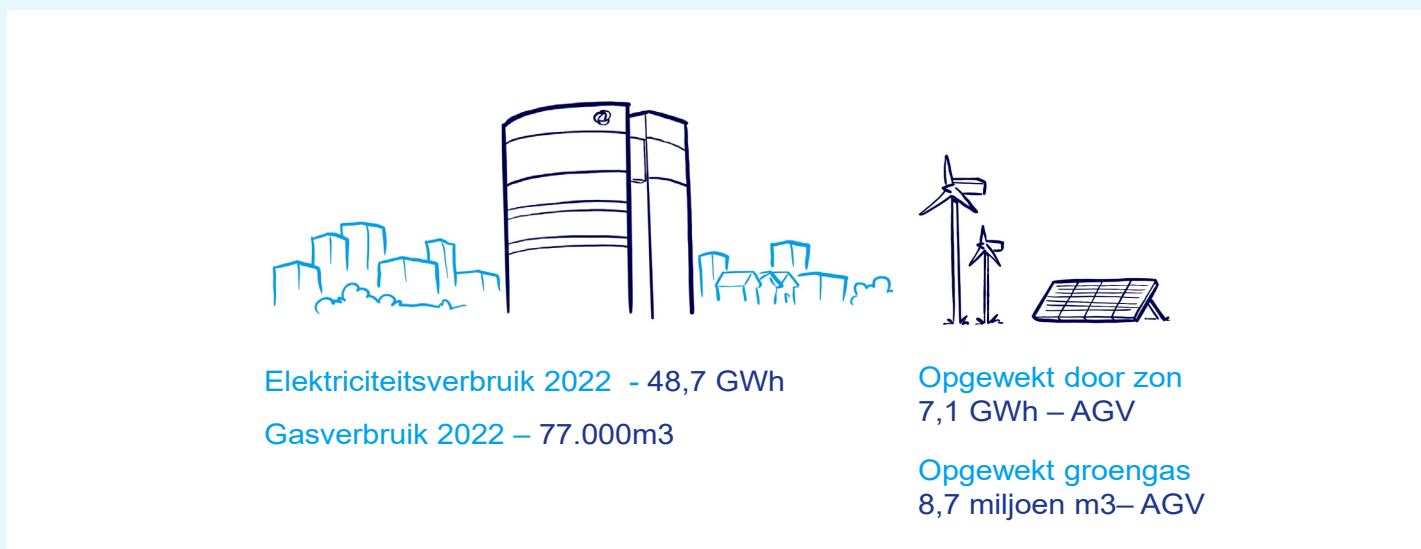 Elektriciteitsverbruik 2022  - 48,7 GWh
Gasverbruik 2022 – 77.000m3
Opgewekt door zon
7,1 GWh – AGV
Opgewekt groengas
8,7 miljoen m3– AGV